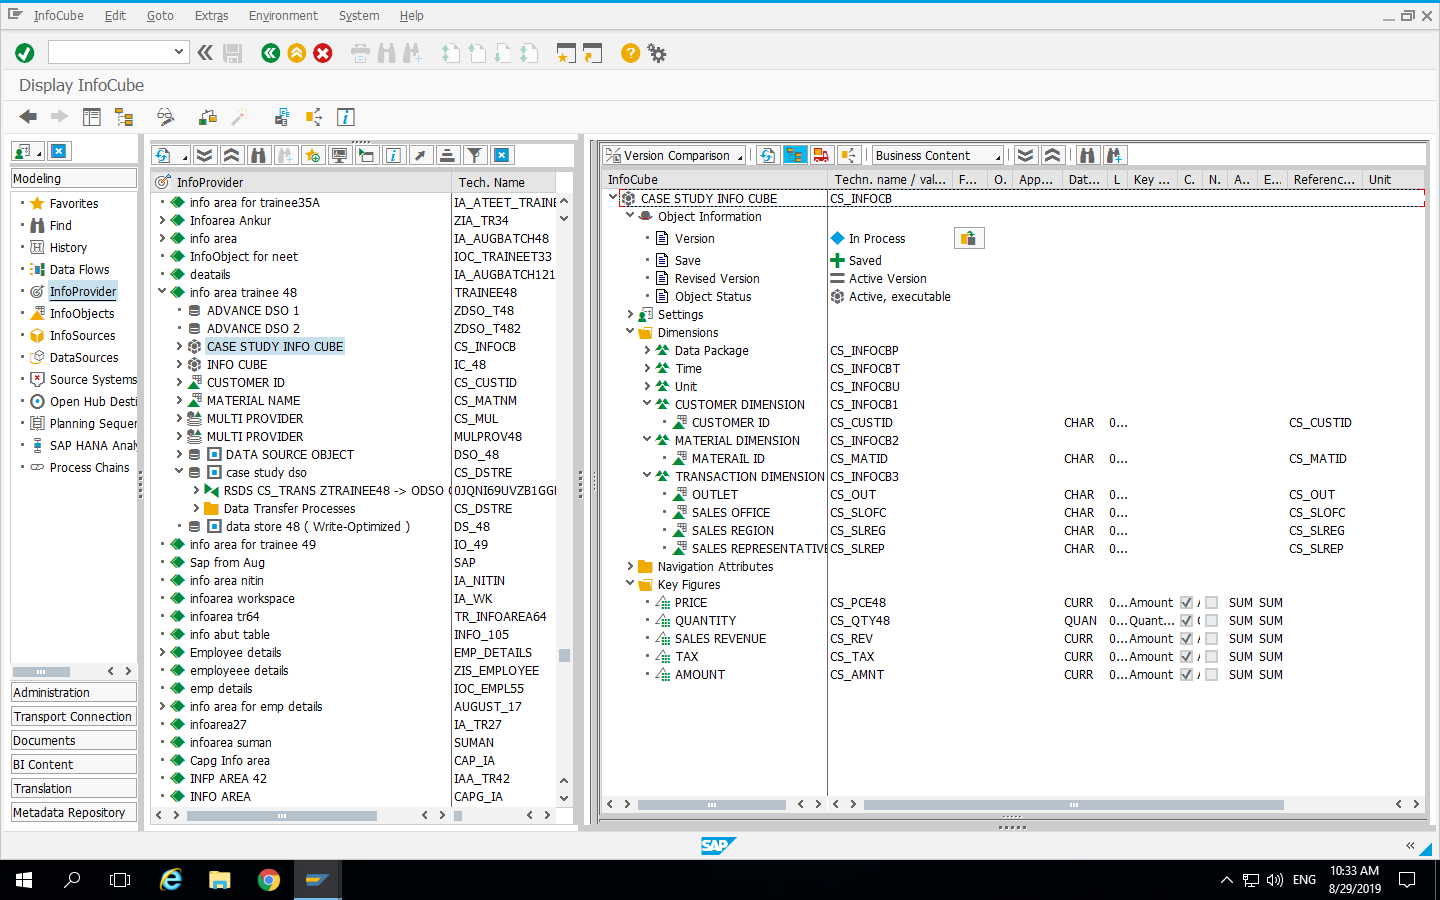 InfoCube Edit Goto Extras Environment System Help
Display InfoCube
Modeling
Favorites
Find
History
Data Flows
InfoProvider
InfoObjects
InfoSources
DataSources
Source Systems
Open Hub Desti
Planning Sequer
SAP HANA Anal
Process Chains
Administration
Transport Connection
Documents
BI Content
Translation
Metadata Repository
InfoProvider Tech. Name
info area for trainee35A IA_ATEET_TRAINE
Infoarea Ankur ZIA_TR34
info area IA_AUGBATCH48
InfoObject for neet IOC_TRAINEET33
deatails IA_AUGBATCH121
info area trainee 48 TRAINEE48
ADVANCE DSO 1 ZDSO_T48
ADVANCE DSO 2 ZDSO_T482
CASE STUDY INFO CUBE CS_INFOCB
INFO CUBE IC_48
CUSTOMER ID CS_CUSTID
MATERIAL NAME CS_MATNM
MULTI PROVIDER CS_MUL
MULTI PROVIDER MULPROV48
DATA SOURCE OBJECT DSO_48
case study dso CS_DSTRE
RSDS CS_TRANS ZTRAINEE48 -> ODSO C 0JQNI69UVZB1GGI
Data Transfer Processes CS_DSTRE
data store 48 ( Write-Optimized ) DS_48
info area for trainee 49 IO_49
Sap from Aug SAP
info area nitin IA_NITIN
infoarea workspace IA_WK
infoarea tr64 TR_INFOAREA64
info abut table INFO_105
Employee details EMP_DETAILS
employeee details ZIS_EMPLOYEE
emp details IOC_EMPL55
info area for emp details AUGUST_17
infoarea27 IA_TR27
infoarea suman SUMAN
Capg Info area CAP_IA
INFP AREA 42 IAA_TR42
INFO AREA CAPG_IA
Version Comparison Business Content
InfoCube Techn. name / val... F... O. App... Dat... L Key ... C. N. A.. E... Referenc... Unit
CASE STUDY INFO CUBE CS_INFOCB
Object Information
Version In Process
Save Saved
Revised Version Active Version
Object Status Active, executable
Settings
Dimensions
Data Package CS_INFOCBP
Time CS_INFOCBT
Unit CS_INFOCBU
CUSTOMER DIMENSION CS_INFOCB1
CUSTOMER ID CS_CUSTID CHAR 0... CS_CUSTID
MATERIAL DIMENSION CS_INFOCB2
MATERAIL ID CS_MATID CHAR 0... CS_MATID
TRANSACTION DIMENSION CS_INFOCB3
OUTLET CS_OUT CHAR 0... CS_OUT
SALES OFFICE CS_SLOFC CHAR 0... CS_SLOFC
SALES REGION CS_SLREG CHAR 0... CS_SLREG
SALES REPRESENTATIVE CS_SLREP CHAR 0... CS_SLREP
Navigation Attributes
Key Figures
PRICE CS_PCE48 CURR 0... Amount SUM SUM
QUANTITY CS_QTY48 QUAN 0... Quant... SUM SUM
SALES REVENUE CS_REV CURR 0... Amount SUM SUM
TAX CS_TAX CURR 0... Amount SUM SUM
AMOUNT CS_AMNT CURR 0... Amount SUM SUM
SAP
ENG
10:33 AM
8/29/2019